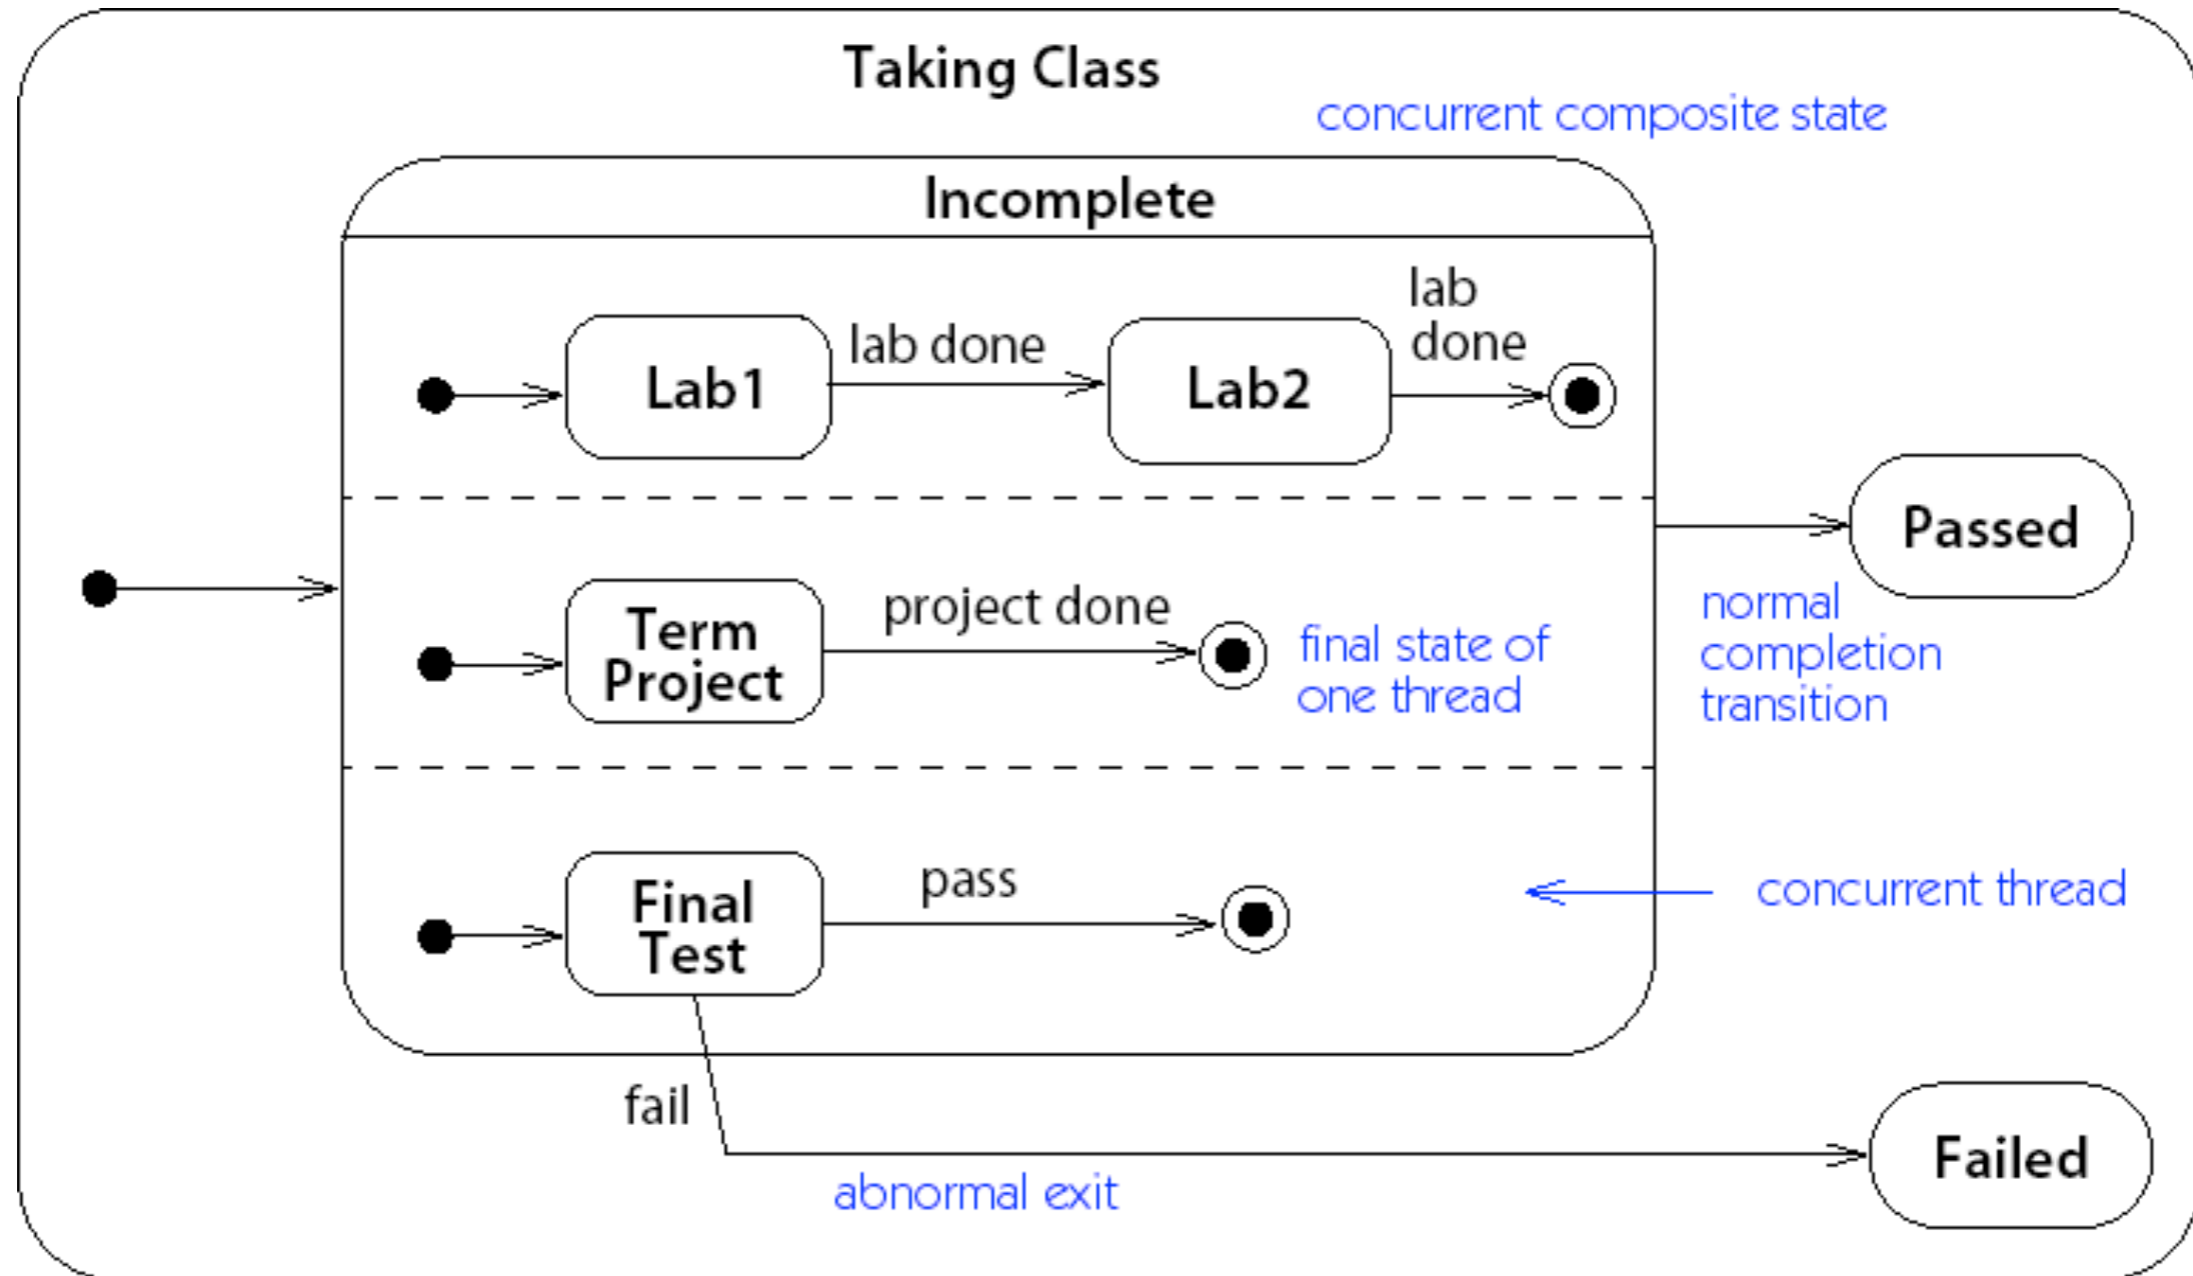 Taking Class
concurrent composite state
Incomplete
Lab1
lab done
Lab2
lab
done
Passed
normal
completion
transition
Term
Project
project done
final state of
one thread
Final
Test
pass
concurrent thread
fail
abnormal exit
Failed